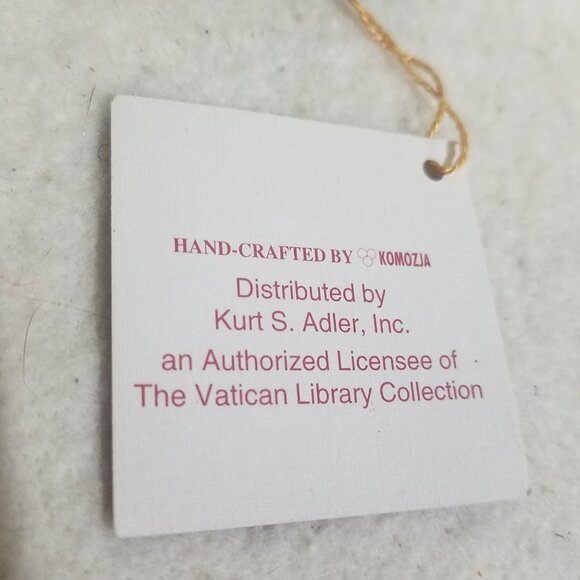 HAND-CRAFTED BY KOMOZJA
Distributed by
Kurt S. Adler, Inc.
an Authorized Licensee of
The Vatican Library Collection